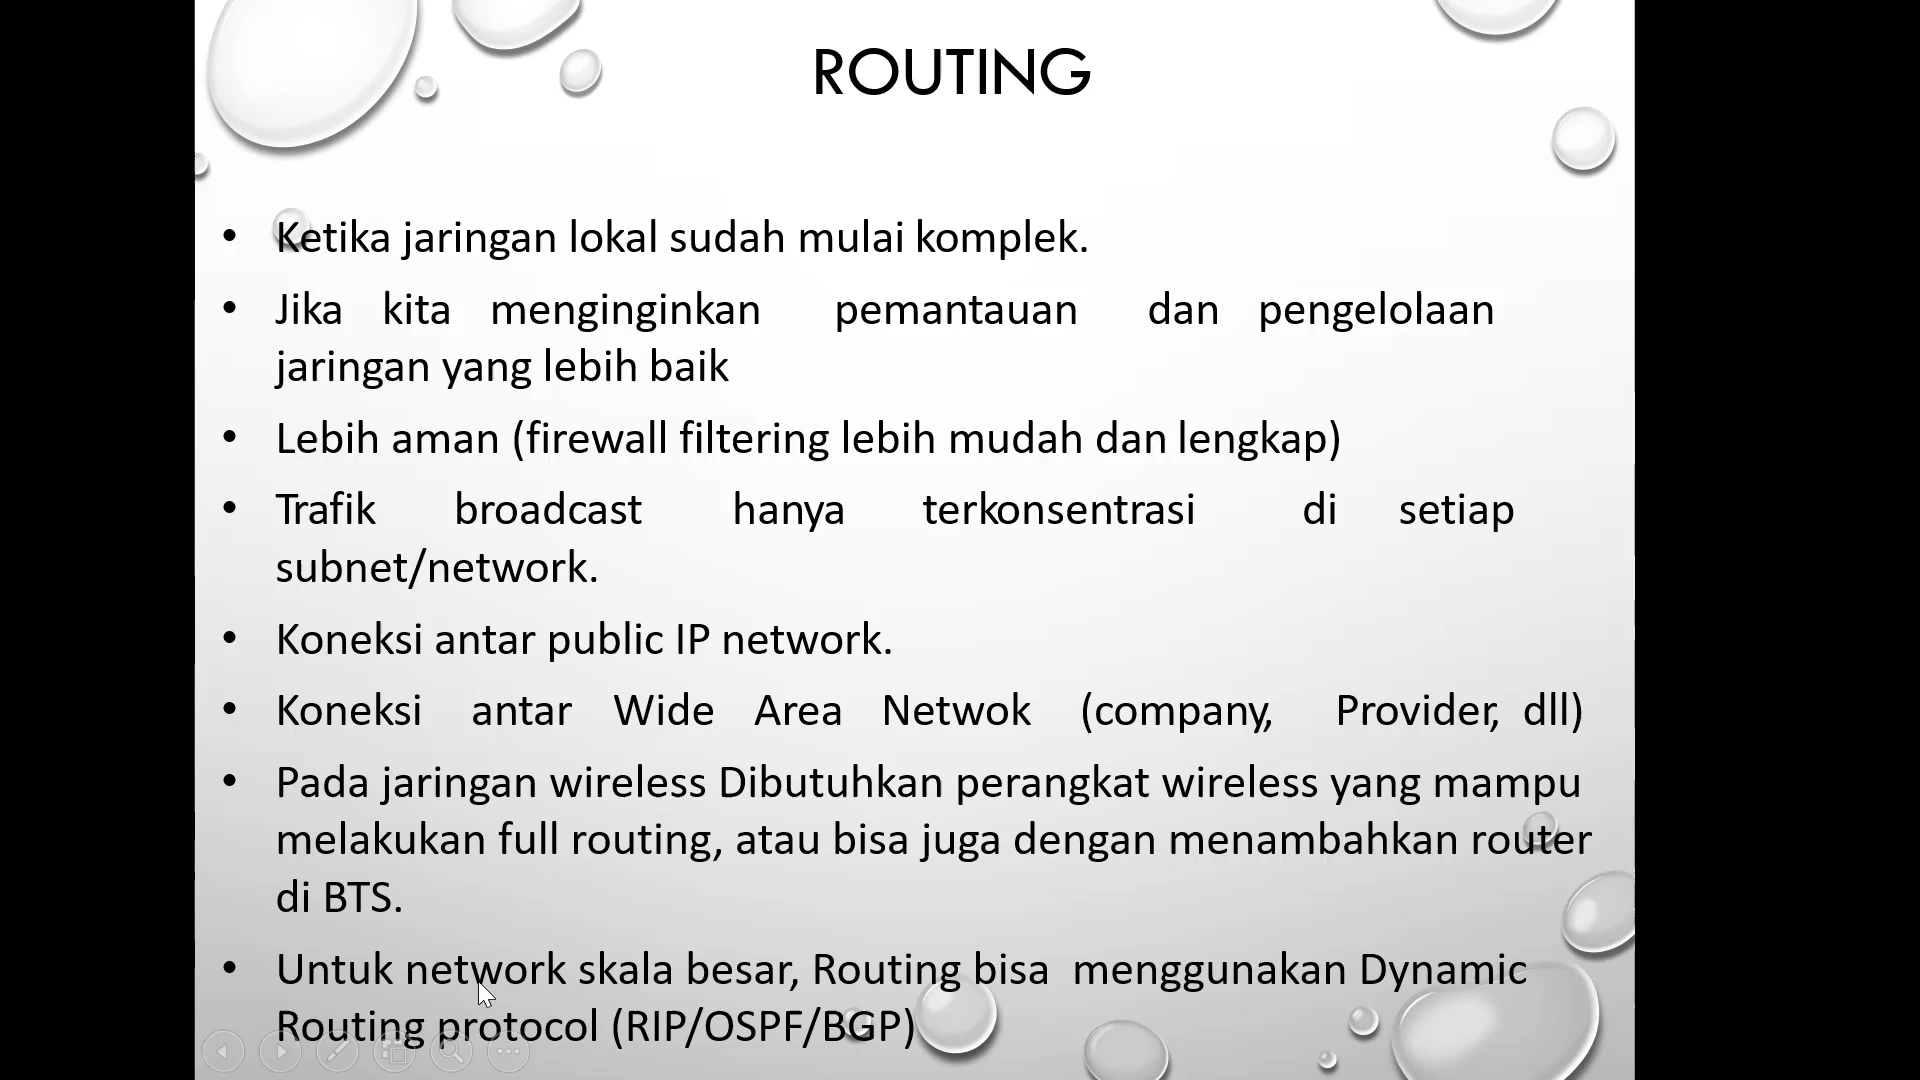 ROUTING
• Ketika jaringan lokal sudah mulai komplek.
• Jika kita menginginkan pemantauan dan pengelolaan
jaringan yang lebih baik
• Lebih aman (firewall filtering lebih mudah dan lengkap)
• Trafik broadcast hanya terkonsentrasi di setiap
subnet/network.
• Koneksi antar public IP network.
• Koneksi antar Wide Area Netwok (company, Provider, dll)
• Pada jaringan wireless Dibutuhkan perangkat wireless yang mampu
melakukan full routing, atau bisa juga dengan menambahkan router
di BTS.
• Untuk network skala besar, Routing bisa menggunakan Dynamic
Routing protocol (RIP/OSPF/BGP)